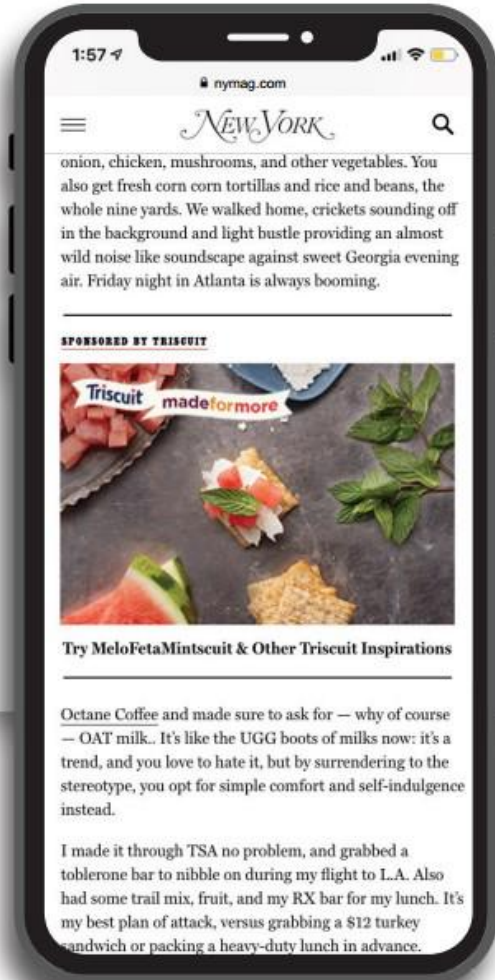 1:57
nymag.com
NEW YORK
onion, chicken, mushrooms, and other vegetables. You
also get fresh corn corn tortillas and rice and beans, the
whole nine yards. We walked home, crickets sounding off
in the background and light bustle providing an almost
wild noise like soundscape against sweet Georgia evening
air. Friday night in Atlanta is always booming.
SPONSORED BY TRISCUIT
Triscuit madeformore
Try MeloFetaMintscuit & Other Triscuit Inspirations
Octane Coffee and made sure to ask for — why of course
— OAT milk.. It's like the UGG boots of milks now: it's a
trend, and you love to hate it, but by surrendering to the
stereotype, you opt for simple comfort and self-indulgence
instead.
I made it through TSA no problem, and grabbed a
toblerone bar to nibble on during my flight to L.A. Also
had some trail mix, fruit, and my RX bar for my lunch. It's
my best plan of attack, versus grabbing a $12 turkey
sandwich or packing a heavy-duty lunch in advance.